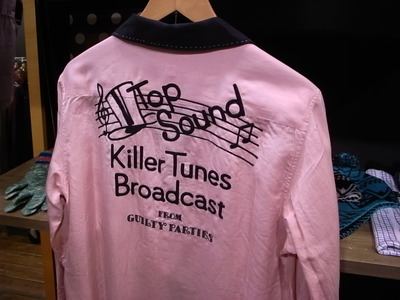 Top
Sound
Killer Tunes
Broadcast
FROM
GUILTY PARTIES